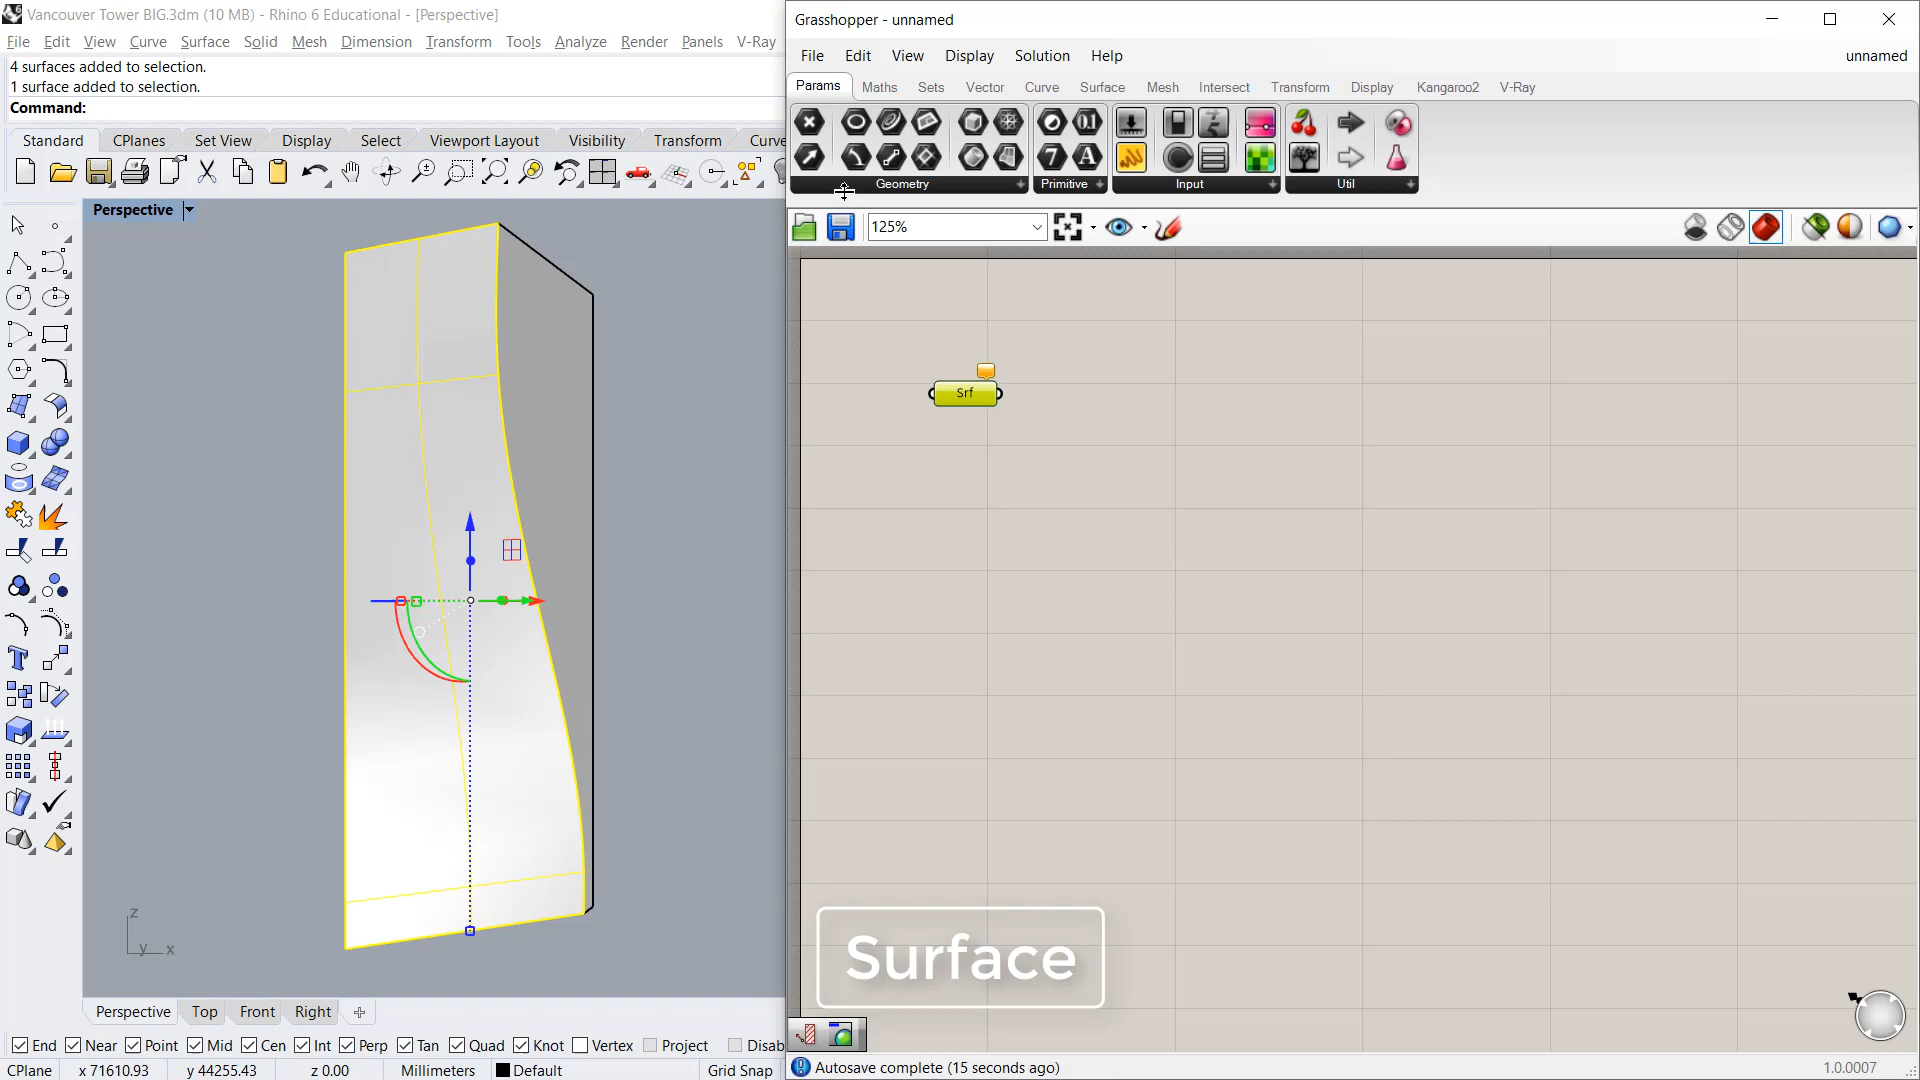 Vancouver Tower BIG.3dm (10 MB) - Rhino 6 Educational - [Perspective]
File Edit View Curve Surface Solid Mesh Dimension Transform Tools Analyze Render Panels V-Ray
4 surfaces added to selection.
1 surface added to selection.
Command:
Standard CPlanes Set View Display Select Viewport Layout Visibility Transform Curve
Perspective
z
y x
Perspective Top Front Right
End Near Point Mid Cen Int Perp Tan Quad Knot Vertex Project Disab
CPlane x 71610.93 y 44255.43 z 0.00 Millimeters Default Grid Snap
Grasshopper - unnamed
File Edit View Display Solution Help unnamed
Params Maths Sets Vector Curve Surface Mesh Intersect Transform Display Kangaroo2 V-Ray
0.1
7 A
Geometry Primitive Input Util
125%
Srf
Surface
Autosave complete (15 seconds ago) 1.0.0007